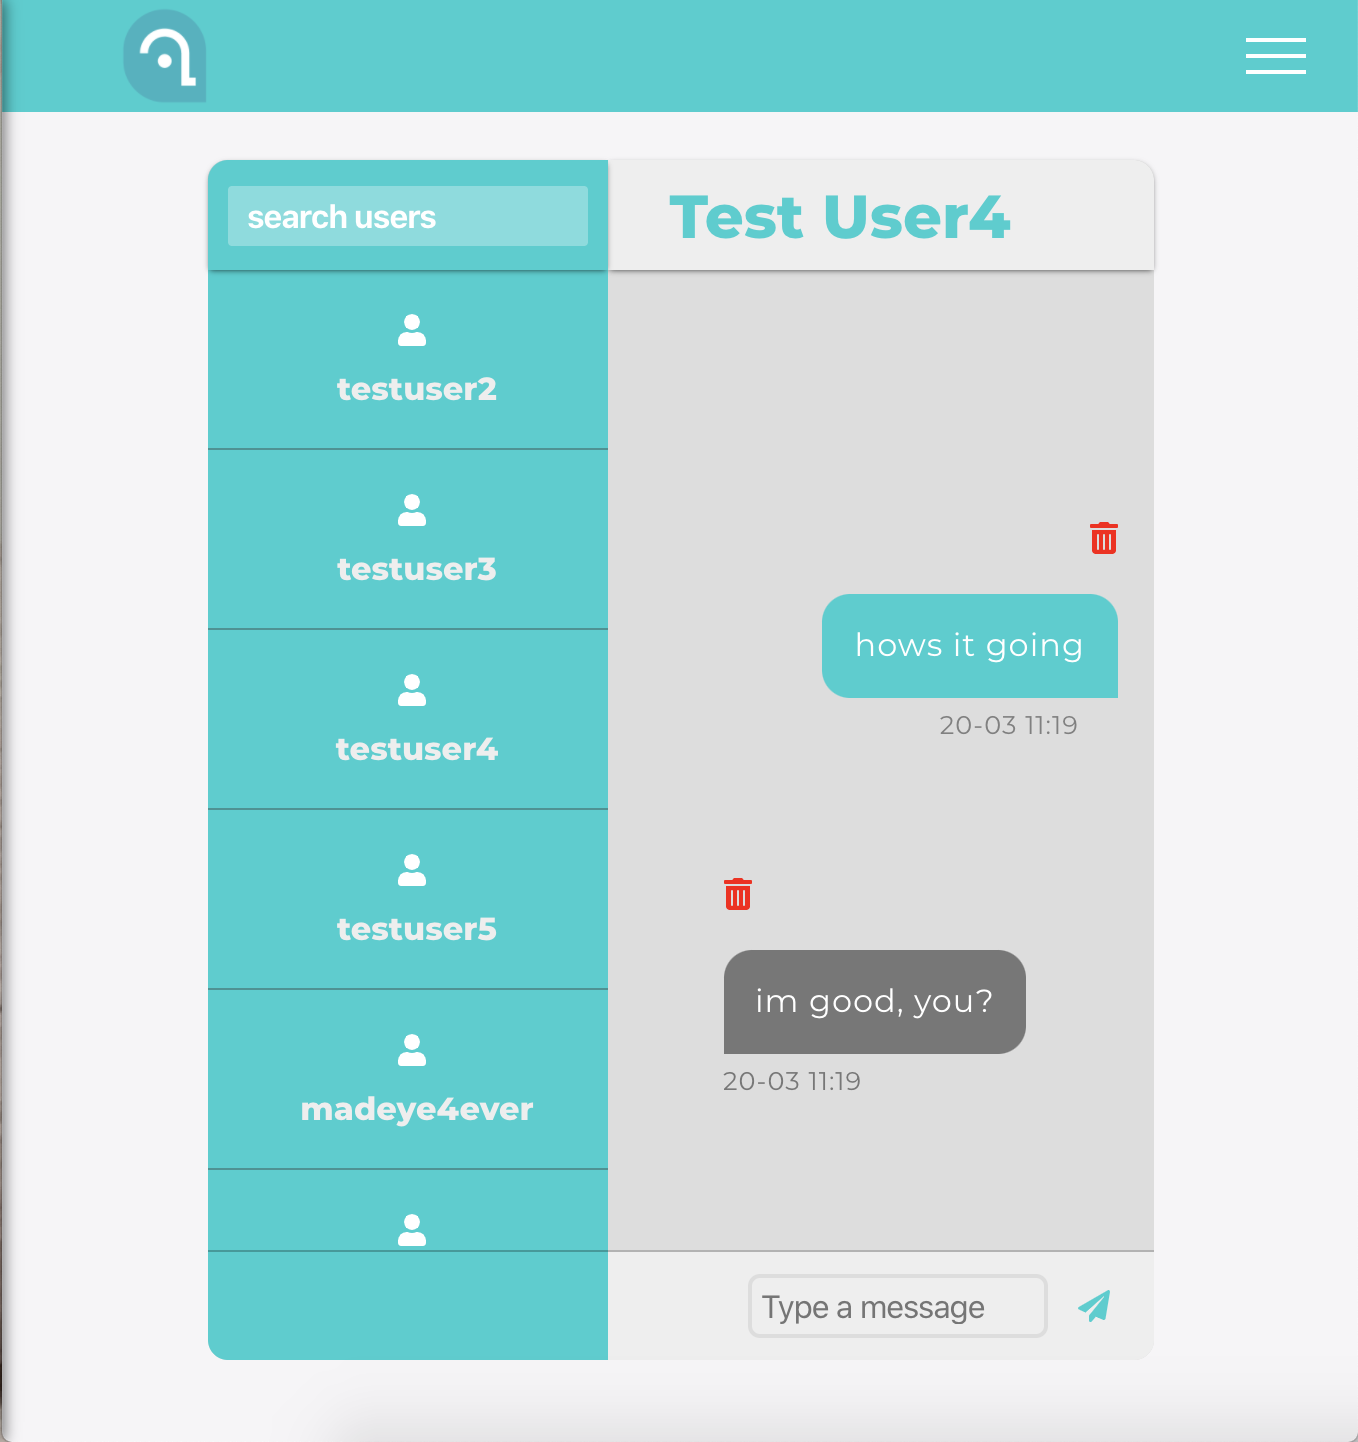 search users
Test User4
testuser2
testuser3
testuser4
testuser5
madeye4ever
hows it going
20-03 11:19
im good, you?
20-03 11:19
Type a message